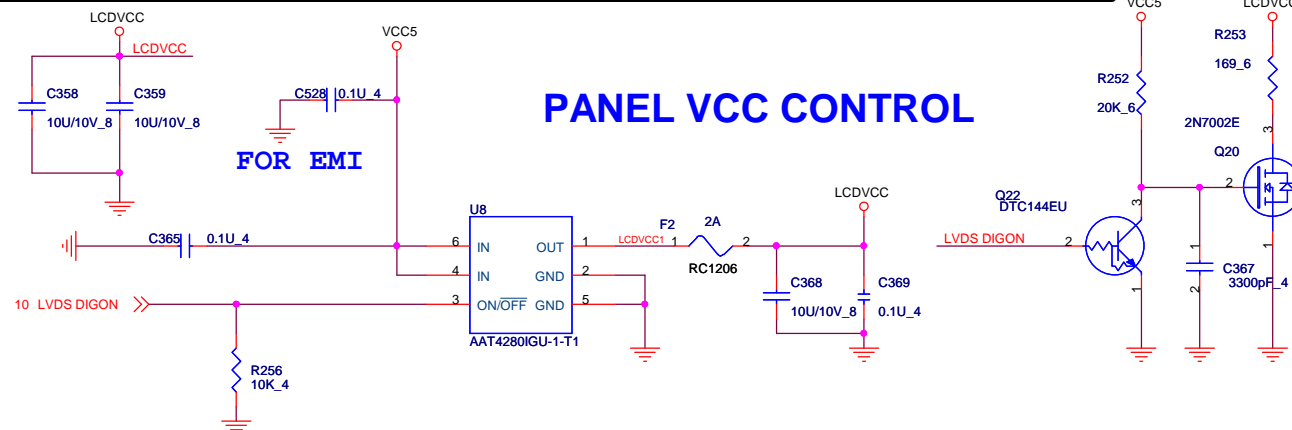 LCDVCC
LCDVCC
C358
10U/10V_8
C359
10U/10V_8
VCC5
C528
0.1U_4
FOR EMI
PANEL VCC CONTROL
C365
0.1U_4
10 LVDS DIGON
R256
10K_4
U8
6 IN
4 IN
3 ON/OFF
OUT 1
GND 2
GND 5
AAT4280IGU-1-T1
LCDVCC1
F2
1
2A
2
RC1206
LCDVCC
C368
10U/10V_8
C369
0.1U_4
VCC5
R252
20K_6
Q22
DTC144EU
LVDS DIGON
2
3
1
1
C367
3300pF_4
2
R253
169_6
2N7002E
3
Q20
2
1